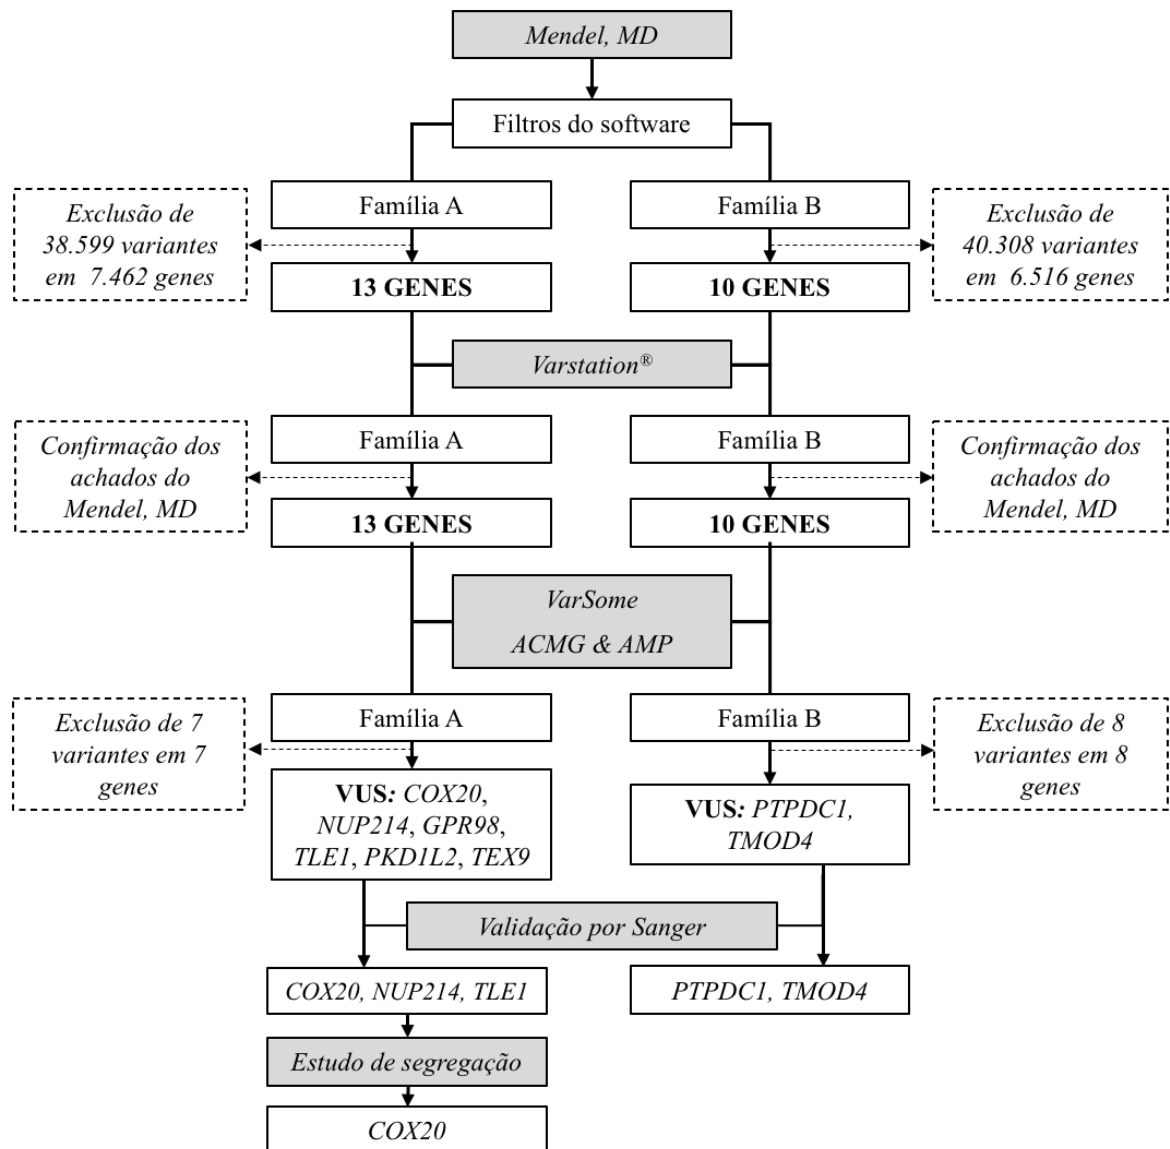 Mendel, MD
Filtros do software
Família A
Família B
Exclusão de
38.599 variantes
em 7.462 genes
Exclusão de
40.308 variantes
em 6.516 genes
13 GENES
10 GENES
Varstation®
Família A
Família B
Confirmação dos
achados do
Mendel, MD
Confirmação dos
achados do
Mendel, MD
13 GENES
10 GENES
VarSome
ACMG & AMP
Família A
Família B
Exclusão de 7
variantes em 7
genes
Exclusão de 8
variantes em 8
genes
VUS: COX20,
NUP214, GPR98,
TLE1, PKD1L2, TEX9
VUS: PTPDC1,
TMOD4
Validação por Sanger
COX20, NUP214, TLE1
PTPDC1, TMOD4
Estudo de segregação
COX20